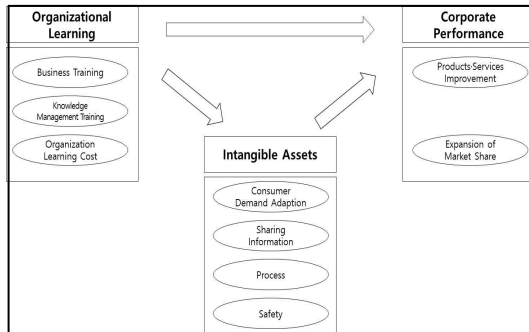 Organizational
Learning
Business Training
Knowledge
Management Training
Organization
Learning Cost
Intangible Assets
Consumer
Demand Adaption
Sharing
Information
Process
Safety
Corporate
Performance
Products·Services
Improvement
Expansion of
Market Share